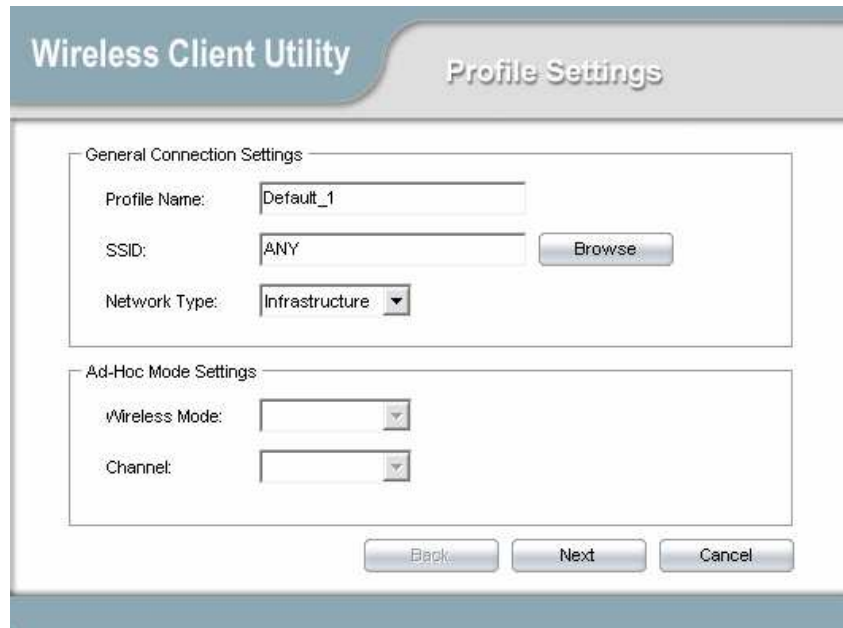 Wireless Client Utility
Profile Settings
General Connection Settings
Profile Name: Default_1
SSID: ANY Browse
Network Type: Infrastructure
Ad-Hoc Mode Settings
Wireless Mode:
Channel:
Back Next Cancel